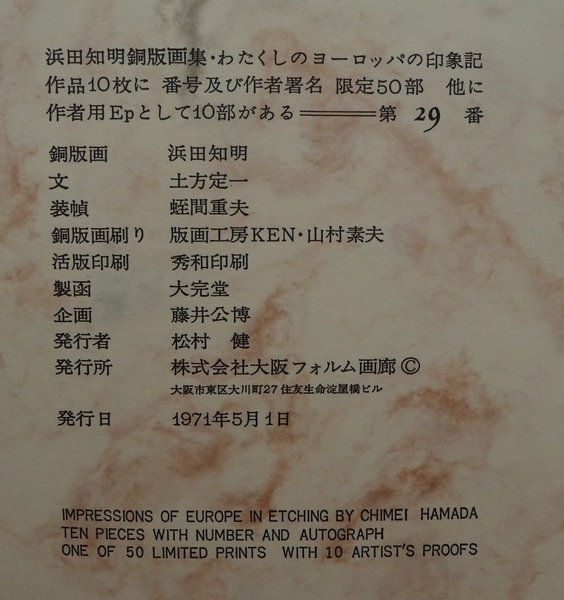 浜田知明銅版画集・わたくしのヨーロッパの印象記
作品10枚に 番号及び作者署名 限定50部 他に
作者用Epとして10部がある══════第 29 番
銅版画 浜田知明
文 土方定一
装幀 蛭間重夫
銅版画刷り 版画工房KEN・山村素夫
活版印刷 秀和印刷
製函 大完堂
企画 藤井公博
発行者 松村 健
発行所 株式会社大阪フォルム画廊©
大阪市東区大川町27 住友生命淀屋橋ビル
発行日 1971年5月1日
IMPRESSIONS OF EUROPE IN ETCHING BY CHIMEI HAMADA
TEN PIECES WITH NUMBER AND AUTOGRAPH
ONE OF 50 LIMITED PRINTS WITH 10 ARTIST'S PROOFS